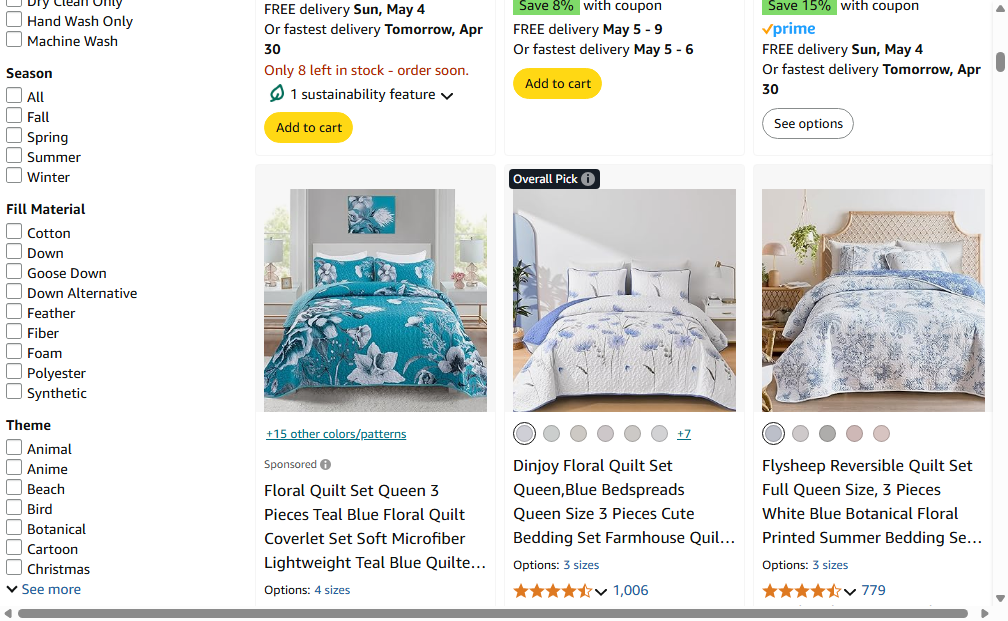 Dry Clean Only
Hand Wash Only
Machine Wash
Season
All
Fall
Spring
Summer
Winter
Fill Material
Cotton
Down
Goose Down
Down Alternative
Feather
Fiber
Foam
Polyester
Synthetic
Theme
Animal
Anime
Beach
Bird
Botanical
Cartoon
Christmas
See more
FREE delivery Sun, May 4
Or fastest delivery Tomorrow, Apr
30
Only 8 left in stock - order soon.
1 sustainability feature
Add to cart
Save 8% with coupon
FREE delivery May 5 - 9
Or fastest delivery May 5 - 6
Add to cart
Save 15% with coupon
prime
FREE delivery Sun, May 4
Or fastest delivery Tomorrow, Apr
30
See options
+15 other colors/patterns
Sponsored
Floral Quilt Set Queen 3
Pieces Teal Blue Floral Quilt
Coverlet Set Soft Microfiber
Lightweight Teal Blue Quilte…
Options: 4 sizes
Overall Pick
+7
Dinjoy Floral Quilt Set
Queen,Blue Bedspreads
Queen Size 3 Pieces Cute
Bedding Set Farmhouse Quil…
Options: 3 sizes
1,006
Flysheep Reversible Quilt Set
Full Queen Size, 3 Pieces
White Blue Botanical Floral
Printed Summer Bedding Se…
Options: 3 sizes
779